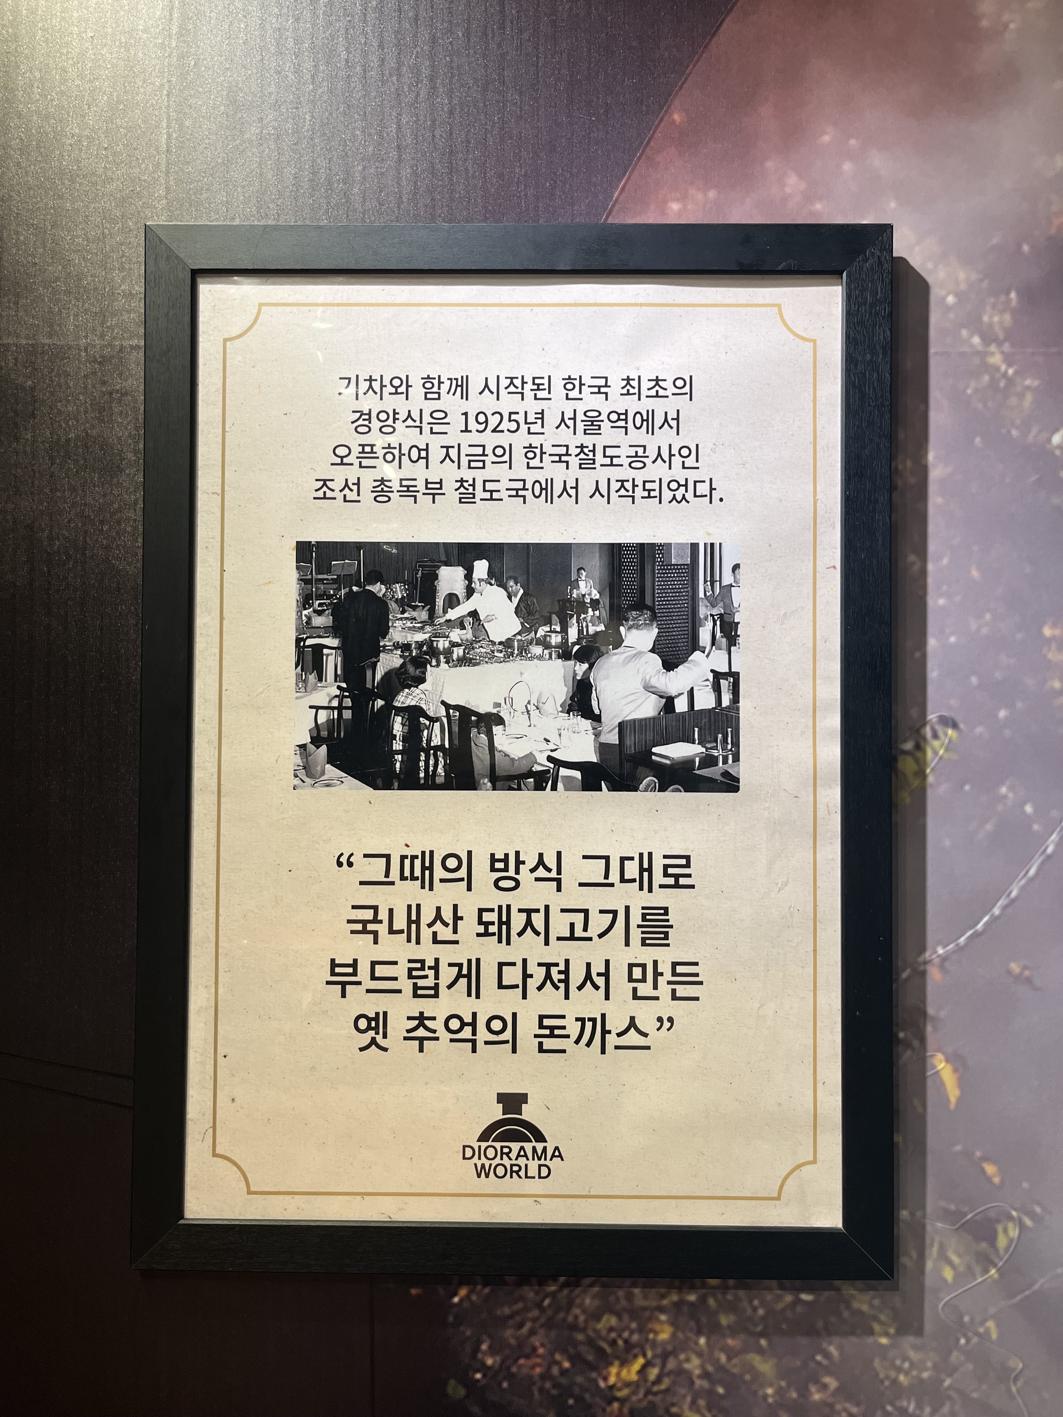 기차와 함께 시작된 한국 최초의
경양식은 1925년 서울역에서
오픈하여 지금의 한국철도공사인
조선 총독부 철도국에서 시작되었다.
“그때의 방식 그대로
국내산 돼지고기를
부드럽게 다져서 만든
옛 추억의 돈까스”
DIORAMA
WORLD